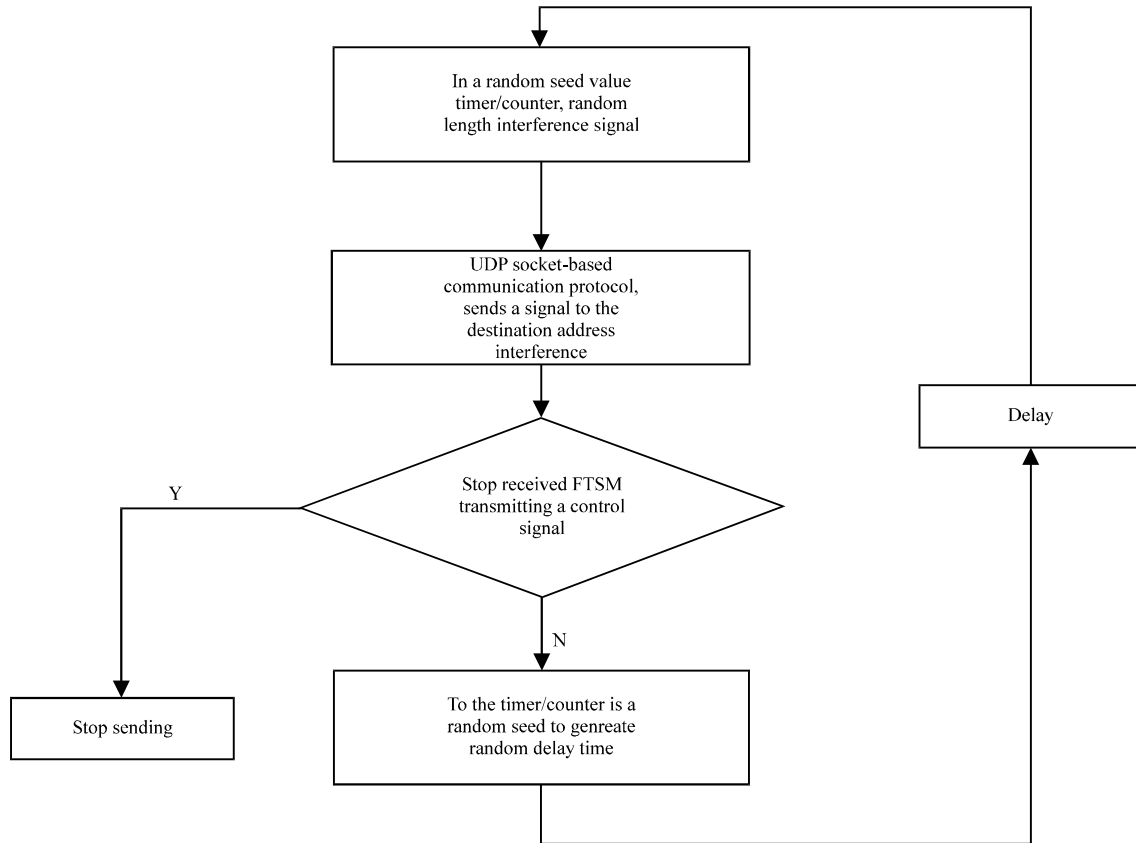 In a random seed value
timer/counter, random
length interference signal
UDP socket-based
communication protocol,
sends a signal to the
destination address
interference
Delay
Stop received FTSM
transmitting a control
signal
Y
N
Stop sending
To the timer/counter is a
random seed to genreate
random delay time